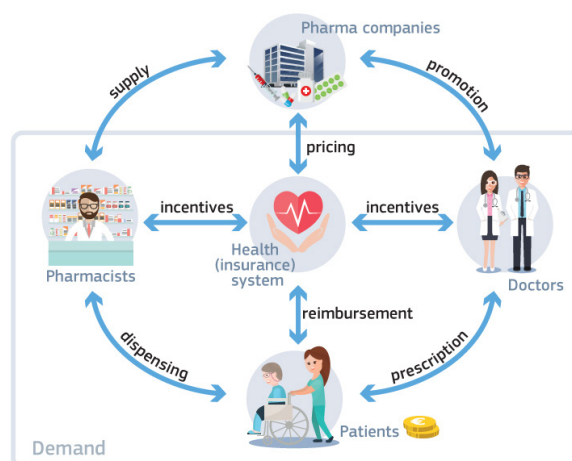 Pharma companies
supply
promotion
pricing
incentives
incentives
Pharmacists
Health
(insurance)
system
Doctors
reimbursement
dispensing
prescription
Patients
€
Demand